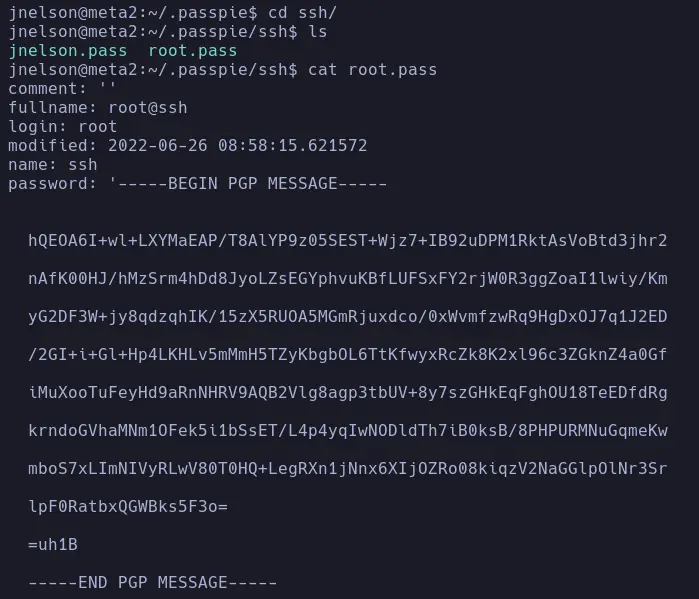 jnelson@meta2:~/.passpie$ cd ssh/
jnelson@meta2:~/.passpie/ssh$ ls
jnelson.pass  root.pass
jnelson@meta2:~/.passpie/ssh$ cat root.pass
comment: ''
fullname: root@ssh
login: root
modified: 2022-06-26 08:58:15.621572
name: ssh
password: '-----BEGIN PGP MESSAGE-----
hQEOA6I+wl+LXYMaEAP/T8AlYP9z05SEST+Wjz7+IB92uDPM1RktAsVoBtd3jhr2
nAfK00HJ/hMzSrm4hDd8JyoLZsEGYphvuKBfLUFSxFY2rjW0R3ggZoaI1lwiy/Km
yG2DF3W+jy8qdzqhIK/15zX5RUOA5MGmRjuxdco/0xWvmfzwRq9HgDxOJ7q1J2ED
/2GI+i+Gl+Hp4LKHLv5mMmH5TZyKbgbOL6TtKfwyxRcZk8K2xl96c3ZGknZ4a0Gf
iMuXooTuFeyHd9aRnNHRV9AQB2Vlg8agp3tbUV+8y7szGHkEqFghOU18TeEDfdRg
krndoGVhaMNm1OFek5i1bSsET/L4p4yqIwNODldTh7iB0ksB/8PHPURMNuGqmeKw
mboS7xLImNIVyRLwV80T0HQ+LegRXn1jNnx6XIjOZRo08kiqzV2NaGGlpOlNr3Sr
lpF0RatbxQGWBks5F3o=
=uh1B
-----END PGP MESSAGE-----